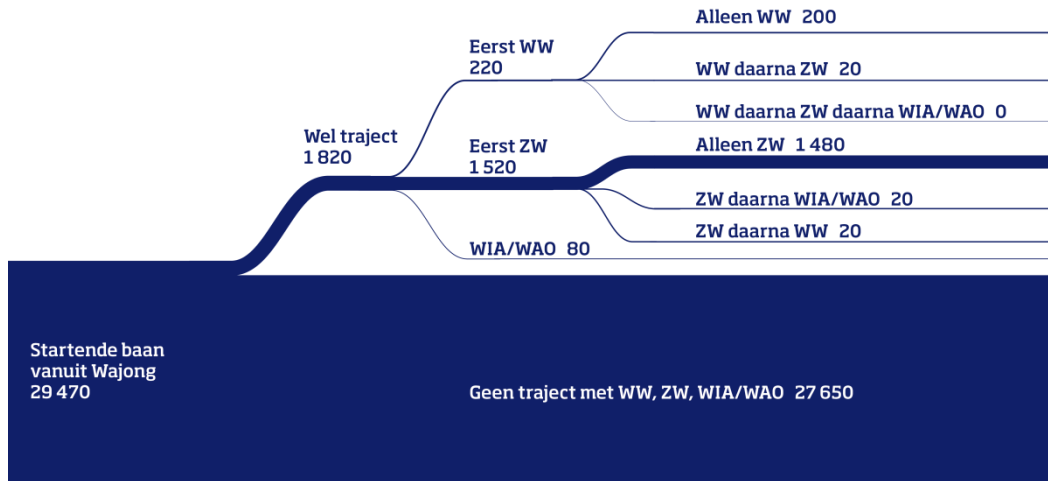 Alleen WW 200
Eerst WW
220
WW daarna ZW 20
WW daarna ZW daarna WIA/WAO 0
Wel traject
1 820
Eerst ZW
1 520
Alleen ZW 1 480
ZW daarna WIA/WAO 20
ZW daarna WW 20
WIA/WAO 80
Startende baan
vanuit Wajong
29 470
Geen traject met WW, ZW, WIA/WAO 27 650